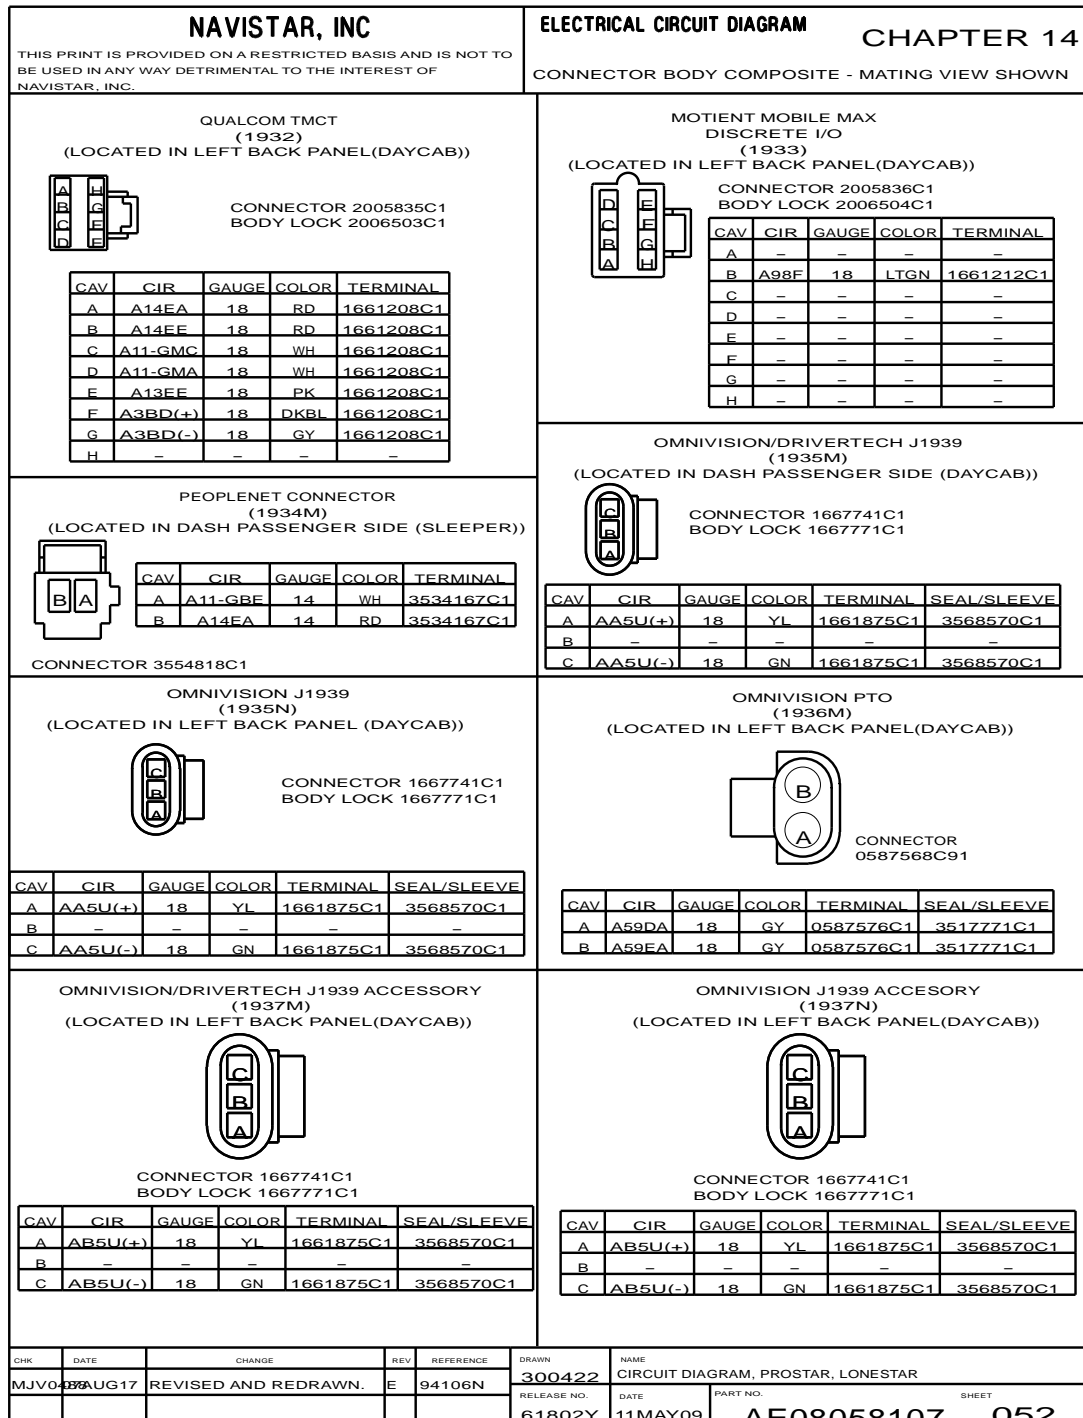 NAVISTAR, INC
THIS PRINT IS PROVIDED ON A RESTRICTED BASIS AND IS NOT TO
BE USED IN ANY WAY DETRIMENTAL TO THE INTEREST OF
NAVISTAR, INC.
ELECTRICAL CIRCUIT DIAGRAM
CHAPTER 14
CONNECTOR BODY COMPOSITE - MATING VIEW SHOWN
QUALCOM TMCT
(1932)
(LOCATED IN LEFT BACK PANEL(DAYCAB))
A H
B G
C F
D E
CONNECTOR 2005835C1
BODY LOCK 2006503C1
CAV CIR GAUGE COLOR TERMINAL
A A14EA 18 RD 1661208C1
B A14EE 18 RD 1661208C1
C A11-GMC 18 WH 1661208C1
D A11-GMA 18 WH 1661208C1
E A13EE 18 PK 1661208C1
F A3BD(+) 18 DKBL 1661208C1
G A3BD(-) 18 GY 1661208C1
H – – – –
MOTIENT MOBILE MAX
DISCRETE I/O
(1933)
(LOCATED IN LEFT BACK PANEL(DAYCAB))
D E
C F
B G
A H
CONNECTOR 2005836C1
BODY LOCK 2006504C1
CAV CIR GAUGE COLOR TERMINAL
A – – – –
B A98F 18 LTGN 1661212C1
C – – – –
D – – – –
E – – – –
F – – – –
G – – – –
H – – – –
PEOPLENET CONNECTOR
(1934M)
(LOCATED IN DASH PASSENGER SIDE (SLEEPER))
B A
CAV CIR GAUGE COLOR TERMINAL
A A11-GBE 14 WH 3534167C1
B A14EA 14 RD 3534167C1
CONNECTOR 3554818C1
OMNIVISION/DRIVERTECH J1939
(1935M)
(LOCATED IN DASH PASSENGER SIDE (DAYCAB))
C
B
A
CONNECTOR 1667741C1
BODY LOCK 1667771C1
CAV CIR GAUGE COLOR TERMINAL SEAL/SLEEVE
A AA5U(+) 18 YL 1661875C1 3568570C1
B – – – – –
C AA5U(-) 18 GN 1661875C1 3568570C1
OMNIVISION J1939
(1935N)
(LOCATED IN LEFT BACK PANEL (DAYCAB))
C
B
A
CONNECTOR 1667741C1
BODY LOCK 1667771C1
CAV CIR GAUGE COLOR TERMINAL SEAL/SLEEVE
A AA5U(+) 18 YL 1661875C1 3568570C1
B – – – – –
C AA5U(-) 18 GN 1661875C1 3568570C1
OMNIVISION PTO
(1936M)
(LOCATED IN LEFT BACK PANEL(DAYCAB))
B
A
CONNECTOR
0587568C91
CAV CIR GAUGE COLOR TERMINAL SEAL/SLEEVE
A A59DA 18 GY 0587576C1 3517771C1
B A59EA 18 GY 0587576C1 3517771C1
OMNIVISION/DRIVERTECH J1939 ACCESSORY
(1937M)
(LOCATED IN LEFT BACK PANEL(DAYCAB))
C
B
A
CONNECTOR 1667741C1
BODY LOCK 1667771C1
CAV CIR GAUGE COLOR TERMINAL SEAL/SLEEVE
A AB5U(+) 18 YL 1661875C1 3568570C1
B – – – – –
C AB5U(-) 18 GN 1661875C1 3568570C1
OMNIVISION J1939 ACCESORY
(1937N)
(LOCATED IN LEFT BACK PANEL(DAYCAB))
C
B
A
CONNECTOR 1667741C1
BODY LOCK 1667771C1
CAV CIR GAUGE COLOR TERMINAL SEAL/SLEEVE
A AB5U(+) 18 YL 1661875C1 3568570C1
B – – – – –
C AB5U(-) 18 GN 1661875C1 3568570C1
CHK DATE CHANGE REV REFERENCE
REVISED AND REDRAWN. E 94106N
DRAWN
300422
NAME
CIRCUIT DIAGRAM, PROSTAR, LONESTAR
RELEASE NO.
61802Y
DATE
11MAY09
PART NO.
AE08058107
SHEET
052